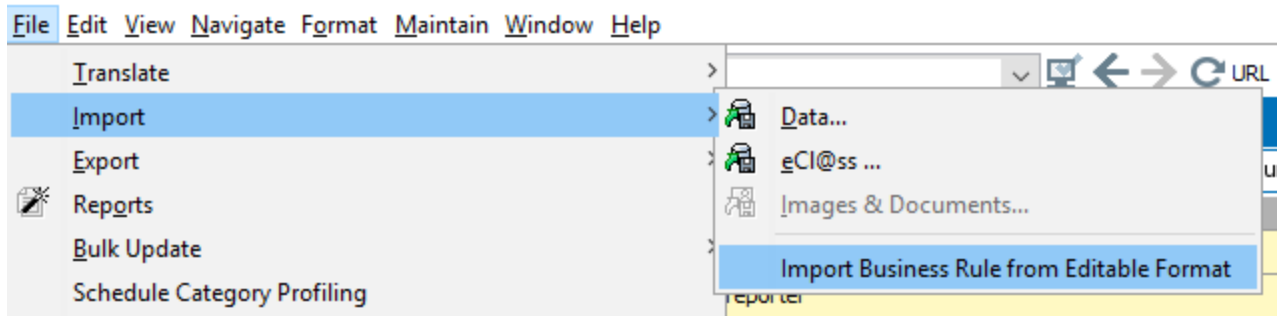 File Edit View Navigate Format Maintain Window Help
Translate
URL
Import
Data...
Export
eCl@ss ...
Reports
Images & Documents...
Bulk Update
Import Business Rule from Editable Format
Schedule Category Profiling